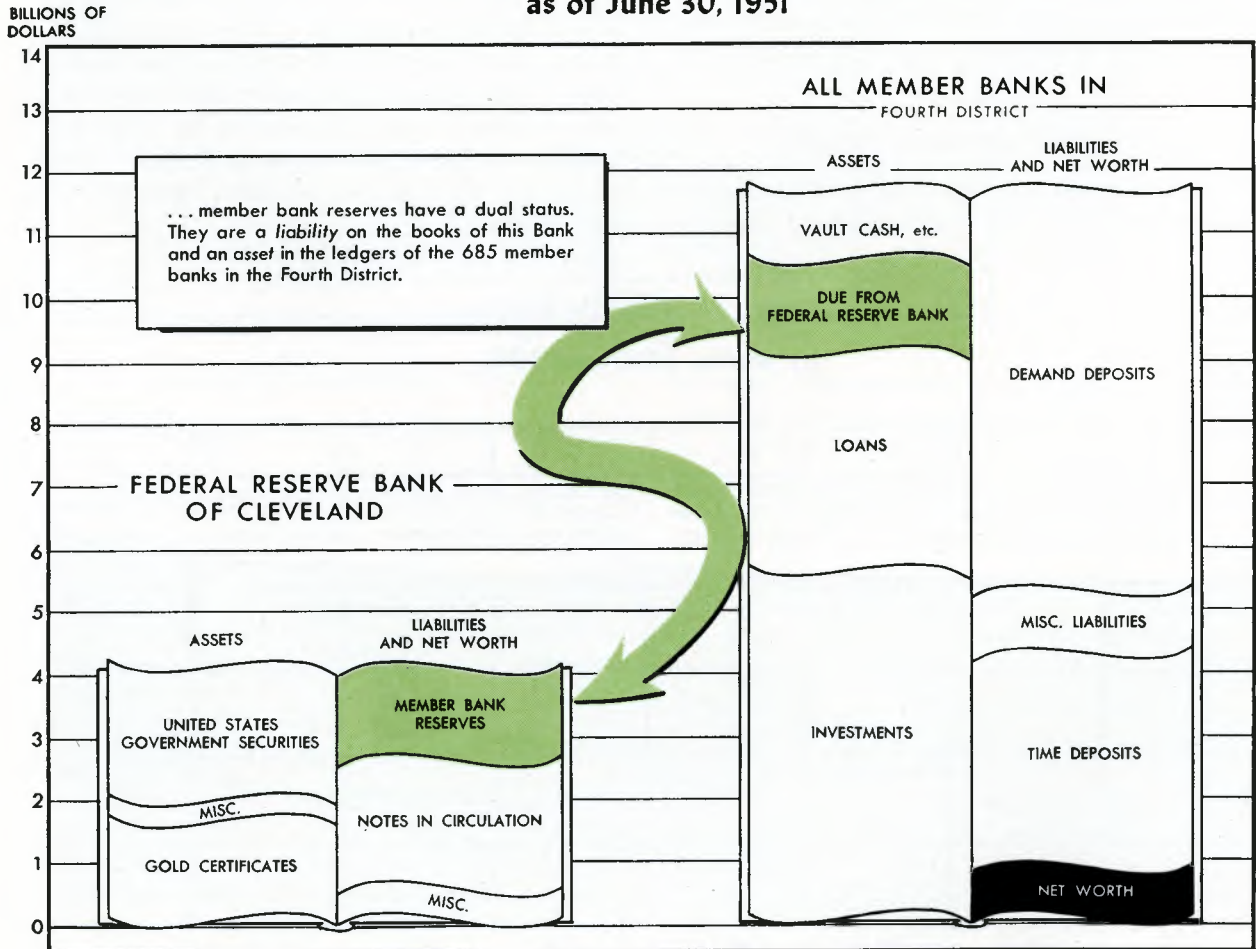 as of June 30, 1951
BILLIONS OF
DOLLARS
14
13
12
11
10
9
8
7
6
5
4
3
2
1
0
... member bank reserves have a dual status.
They are a liability on the books of this Bank
and an asset in the ledgers of the 685 member
banks in the Fourth District.
FEDERAL RESERVE BANK
OF CLEVELAND
ASSETS
LIABILITIES
AND NET WORTH
UNITED STATES
GOVERNMENT SECURITIES
MISC.
GOLD CERTIFICATES
MEMBER BANK
RESERVES
NOTES IN CIRCULATION
MISC.
ALL MEMBER BANKS IN
FOURTH DISTRICT
ASSETS
LIABILITIES
AND NET WORTH
VAULT CASH, etc.
DUE FROM
FEDERAL RESERVE BANK
LOANS
INVESTMENTS
DEMAND DEPOSITS
MISC. LIABILITIES
TIME DEPOSITS
NET WORTH